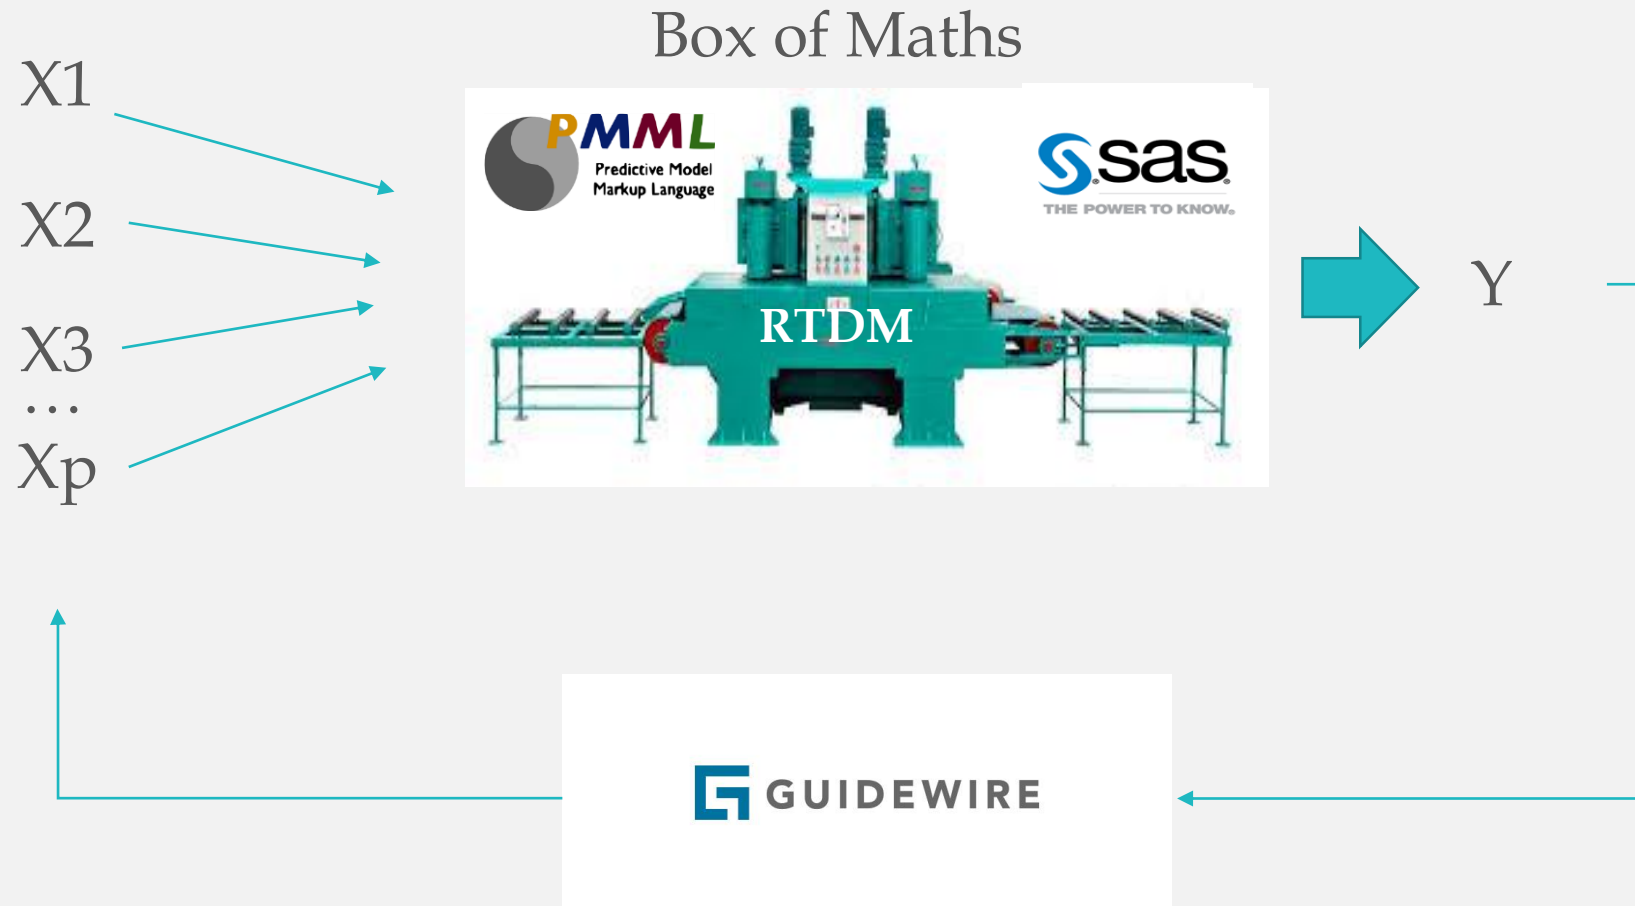 Box of Maths
X1
X2
X3
...
Xp
PMML
Predictive Model
Markup Language
sas
THE POWER TO KNOW®
RTDM
Y
GUIDEWIRE